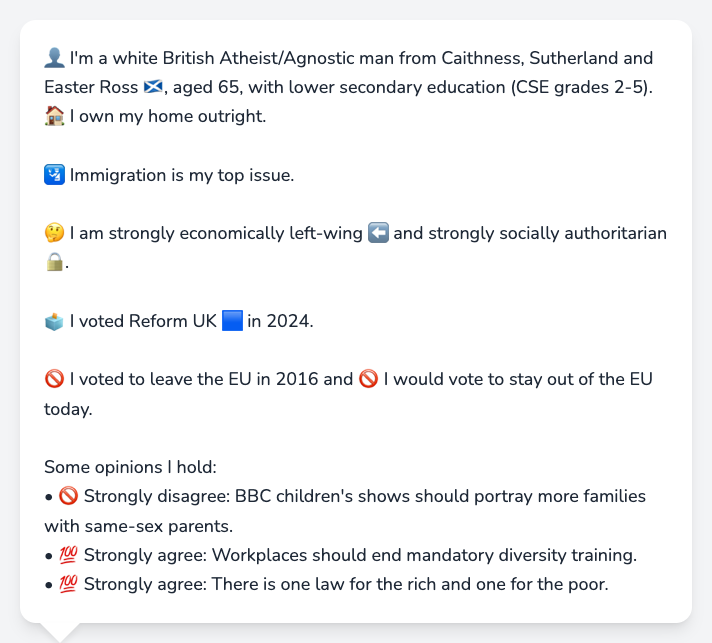 👤 I'm a white British Atheist/Agnostic man from Caithness, Sutherland and
Easter Ross 🏴󠁧󠁢󠁳󠁣󠁴󠁿, aged 65, with lower secondary education (CSE grades 2-5).
🏠 I own my home outright.
🛂 Immigration is my top issue.
🤔 I am strongly economically left-wing ⬅️ and strongly socially authoritarian
🔒.
🗳️ I voted Reform UK 🟦 in 2024.
🚫 I voted to leave the EU in 2016 and 🚫 I would vote to stay out of the EU
today.
Some opinions I hold:
• 🚫 Strongly disagree: BBC children's shows should portray more families
with same-sex parents.
• 💯 Strongly agree: Workplaces should end mandatory diversity training.
• 💯 Strongly agree: There is one law for the rich and one for the poor.